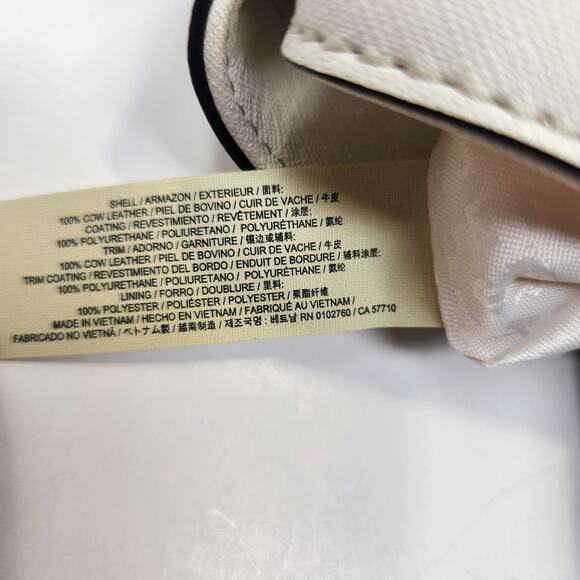 SHELL / ARMAZON / EXTERIEUR / 面料:
100% COW LEATHER / PIEL DE BOVINO / CUIR DE VACHE / 牛皮
COATING / REVESTIMIENTO / REVÊTEMENT / 涂层:
100% POLYURETHANE / POLIURETANO / POLYURÉTHANE / 氨纶
TRIM / ADORNO / GARNITURE / 镶边或辅料:
100% COW LEATHER / PIEL DE BOVINO / CUIR DE VACHE / 牛皮
TRIM COATING / REVESTIMIENTO DEL BORDO / ENDUIT DE BORDURE / 辅料涂层:
100% POLYURETHANE / POLIURETANO / POLYURÉTHANE / 氨纶
LINING / FORRO / DOUBLURE / 里料:
100% POLYESTER / POLIÉSTER / POLYESTER / 聚酯纤维
MADE IN VIETNAM / HECHO EN VIETNAM / FABRIQUÉ AU VIETNAM /
FABRICADO NO VIETNÃ / ベトナム製 / 越南制造 / 제조국명: 베트남 RN 0102760 / CA 57710